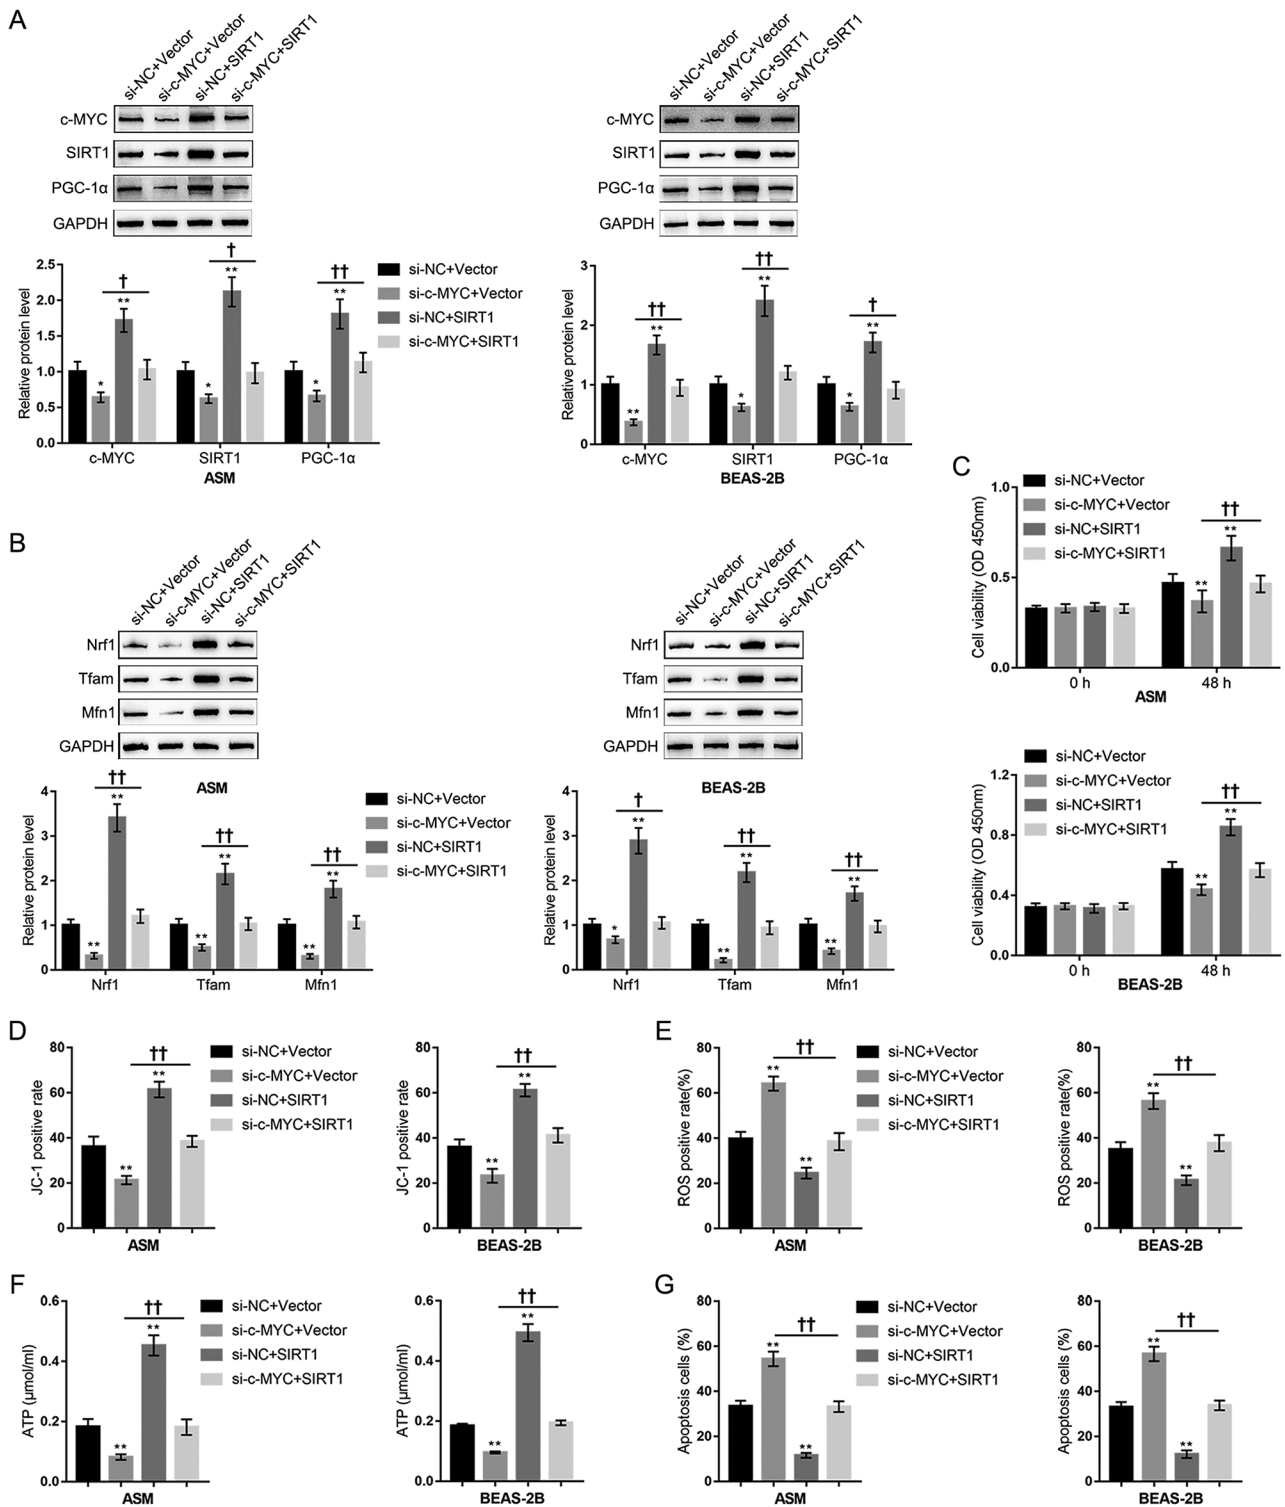 A
si-NC+Vector
si-c-MYC+Vector
si-NC+SIRT1
si-c-MYC+SIRT1
c-MYC
SIRT1
PGC-1α
GAPDH
2.5
2.0
1.5
1.0
0.5
0.0
Relative protein level
† † ††
** ** **
* * *
si-NC+Vector
si-c-MYC+Vector
si-NC+SIRT1
si-c-MYC+SIRT1
c-MYC SIRT1 PGC-1α
ASM
si-NC+Vector
si-c-MYC+Vector
si-NC+SIRT1
si-c-MYC+SIRT1
c-MYC
SIRT1
PGC-1α
GAPDH
3
2
1
0
Relative protein level
†† †† †
** ** **
** * *
c-MYC SIRT1 PGC-1α
BEAS-2B
B
si-NC+Vector
si-c-MYC+Vector
si-NC+SIRT1
si-c-MYC+SIRT1
Nrf1
Tfam
Mfn1
GAPDH
ASM
4
3
2
1
0
Relative protein level
†† †† ††
** ** **
** ** **
si-NC+Vector
si-c-MYC+Vector
si-NC+SIRT1
si-c-MYC+SIRT1
Nrf1 Tfam Mfn1
si-NC+Vector
si-c-MYC+Vector
si-NC+SIRT1
si-c-MYC+SIRT1
Nrf1
Tfam
Mfn1
GAPDH
BEAS-2B
4
3
2
1
0
Relative protein level
† †† ††
** ** **
* ** **
Nrf1 Tfam Mfn1
C
si-NC+Vector
si-c-MYC+Vector
si-NC+SIRT1
si-c-MYC+SIRT1
1.0
0.5
0.0
Cell viability (OD 450nm)
††
**
**
0 h 48 h
ASM
si-NC+Vector
si-c-MYC+Vector
si-NC+SIRT1
si-c-MYC+SIRT1
1.2
0.8
0.4
0.0
Cell viability (OD 450nm)
††
**
**
0 h 48 h
BEAS-2B
D
80
60
40
20
0
JC-1 positive rate
††
**
**
ASM
si-NC+Vector
si-c-MYC+Vector
si-NC+SIRT1
si-c-MYC+SIRT1
80
60
40
20
0
JC-1 positive rate
††
**
**
BEAS-2B
E
80
60
40
20
0
ROS positive rate(%)
††
**
**
ASM
si-NC+Vector
si-c-MYC+Vector
si-NC+SIRT1
si-c-MYC+SIRT1
80
60
40
20
0
ROS positive rate(%)
††
**
**
BEAS-2B
F
0.6
0.4
0.2
0.0
ATP (μmol/ml)
††
**
**
ASM
si-NC+Vector
si-c-MYC+Vector
si-NC+SIRT1
si-c-MYC+SIRT1
0.6
0.4
0.2
0.0
ATP (μmol/ml)
††
**
**
BEAS-2B
G
80
60
40
20
0
Apoptosis cells (%)
††
**
**
ASM
si-NC+Vector
si-c-MYC+Vector
si-NC+SIRT1
si-c-MYC+SIRT1
80
60
40
20
0
Apoptosis cells (%)
††
**
**
BEAS-2B